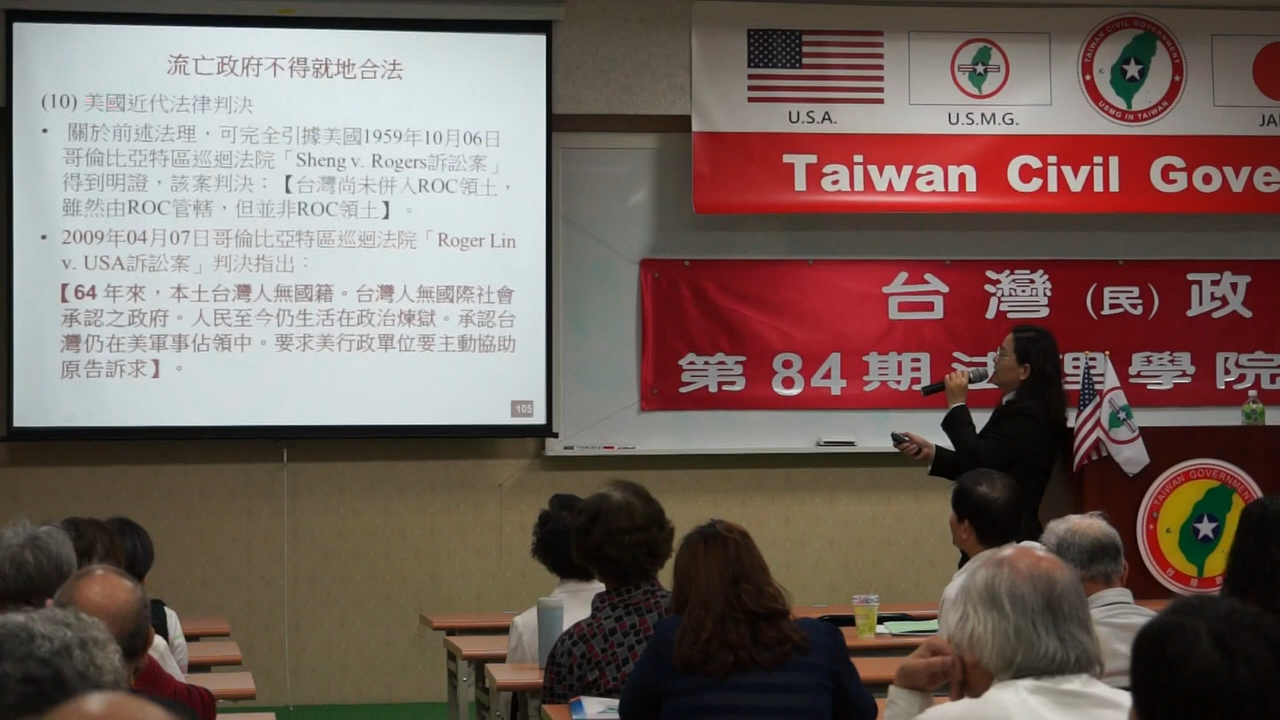 流亡政府不得就地合法
(10) 美國近代法律判決
• 關於前述法理，可完全引據美國1959年10月06日
哥倫比亞特區巡迴法院「Sheng v. Rogers訴訟案」
得到明證，該案判決：【台灣尚未併入ROC領土，
雖然由ROC管轄，但並非ROC領土】。
• 2009年04月07日哥倫比亞特區巡迴法院「Roger Lin
v. USA訴訟案」判決指出：
【64 年來，本土台灣人無國籍。台灣人無國際社會
承認之政府。人民至今仍生活在政治煉獄。承認台
灣仍在美軍事佔領中。要求美行政單位要主動協助
原告訴求】。
105
U.S.A.
U.S.M.G.
TAIWAN CIVIL GOVERNMENT
USMG IN TAIWAN
JA
Taiwan Civil Gove
台灣（民）政
第84期法理學院
TAIWAN GOVERNMENT